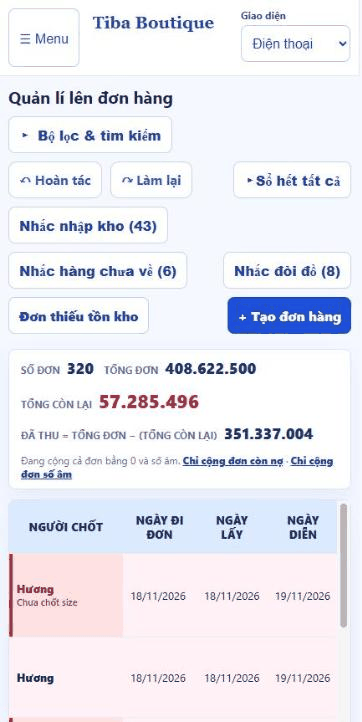 ☰ Menu
Tiba Boutique
Giao diện
Điện thoại
Quản lí lên đơn hàng
▸ Bộ lọc & tìm kiếm
↶ Hoàn tác
↷ Làm lại
▸ Sổ hết tất cả
Nhắc nhập kho (43)
Nhắc hàng chưa về (6)
Nhắc đòi đồ (8)
Đơn thiếu tồn kho
+ Tạo đơn hàng
SỐ ĐƠN 320 TỔNG ĐƠN 408.622.500
TỔNG CÒN LẠI 57.285.496
ĐÃ THU = TỔNG ĐƠN − (TỔNG CÒN LẠI) 351.337.004
Đang cộng cả đơn bằng 0 và số âm. Chỉ cộng đơn còn nợ · Chỉ cộng
đơn số âm
NGƯỜI CHỐT
NGÀY ĐI
ĐƠN
NGÀY
LẤY
NGÀY
DIỄN
Hương
Chưa chốt size
18/11/2026 18/11/2026 19/11/2026
Hương 18/11/2026 18/11/2026 19/11/2026